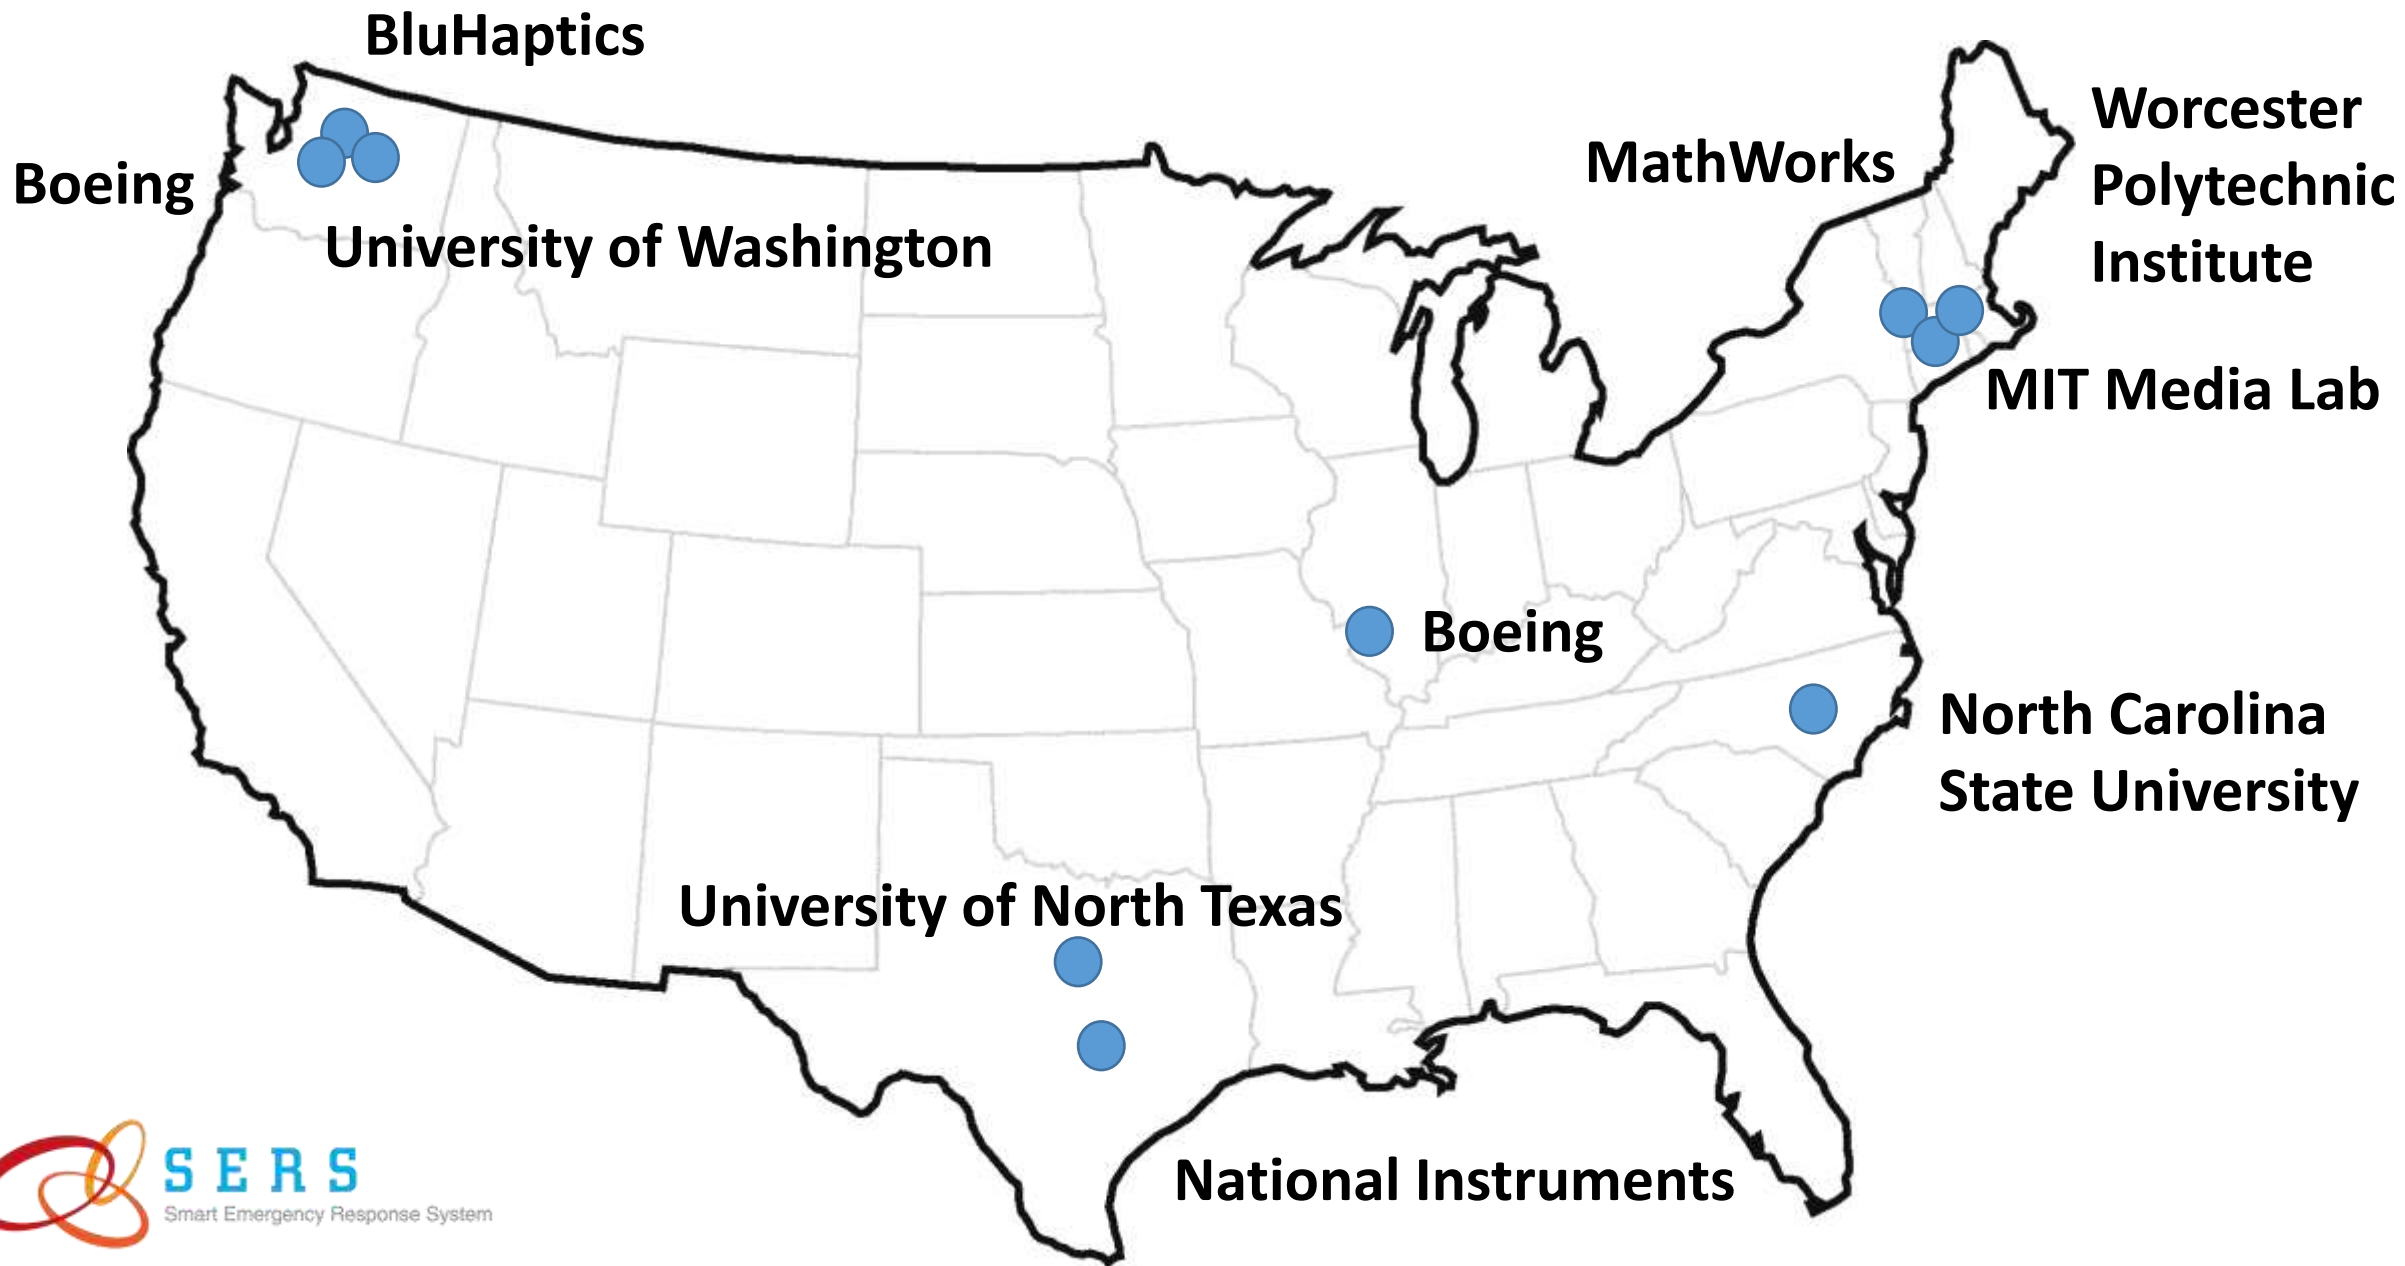 BluHaptics
Boeing
University of Washington
MathWorks
Worcester
Polytechnic
Institute
MIT Media Lab
Boeing
North Carolina
State University
University of North Texas
National Instruments
SERS
Smart Emergency Response System